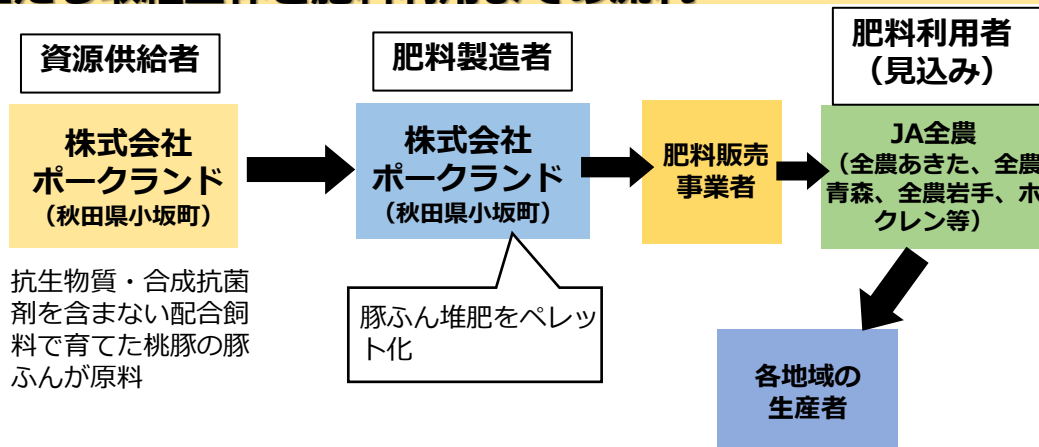 資源供給者
肥料製造者
肥料利用者
（見込み）
株式会社
ポークランド
（秋田県小坂町）
株式会社
ポークランド
（秋田県小坂町）
肥料販売
事業者
JA全農
（全農あきた、全農
青森、全農岩手、ホ
クレン等）
抗生物質・合成抗菌
剤を含まない配合飼
料で育てた桃豚の豚
ふんが原料
豚ふん堆肥をペレッ
ト化
各地域の
生産者